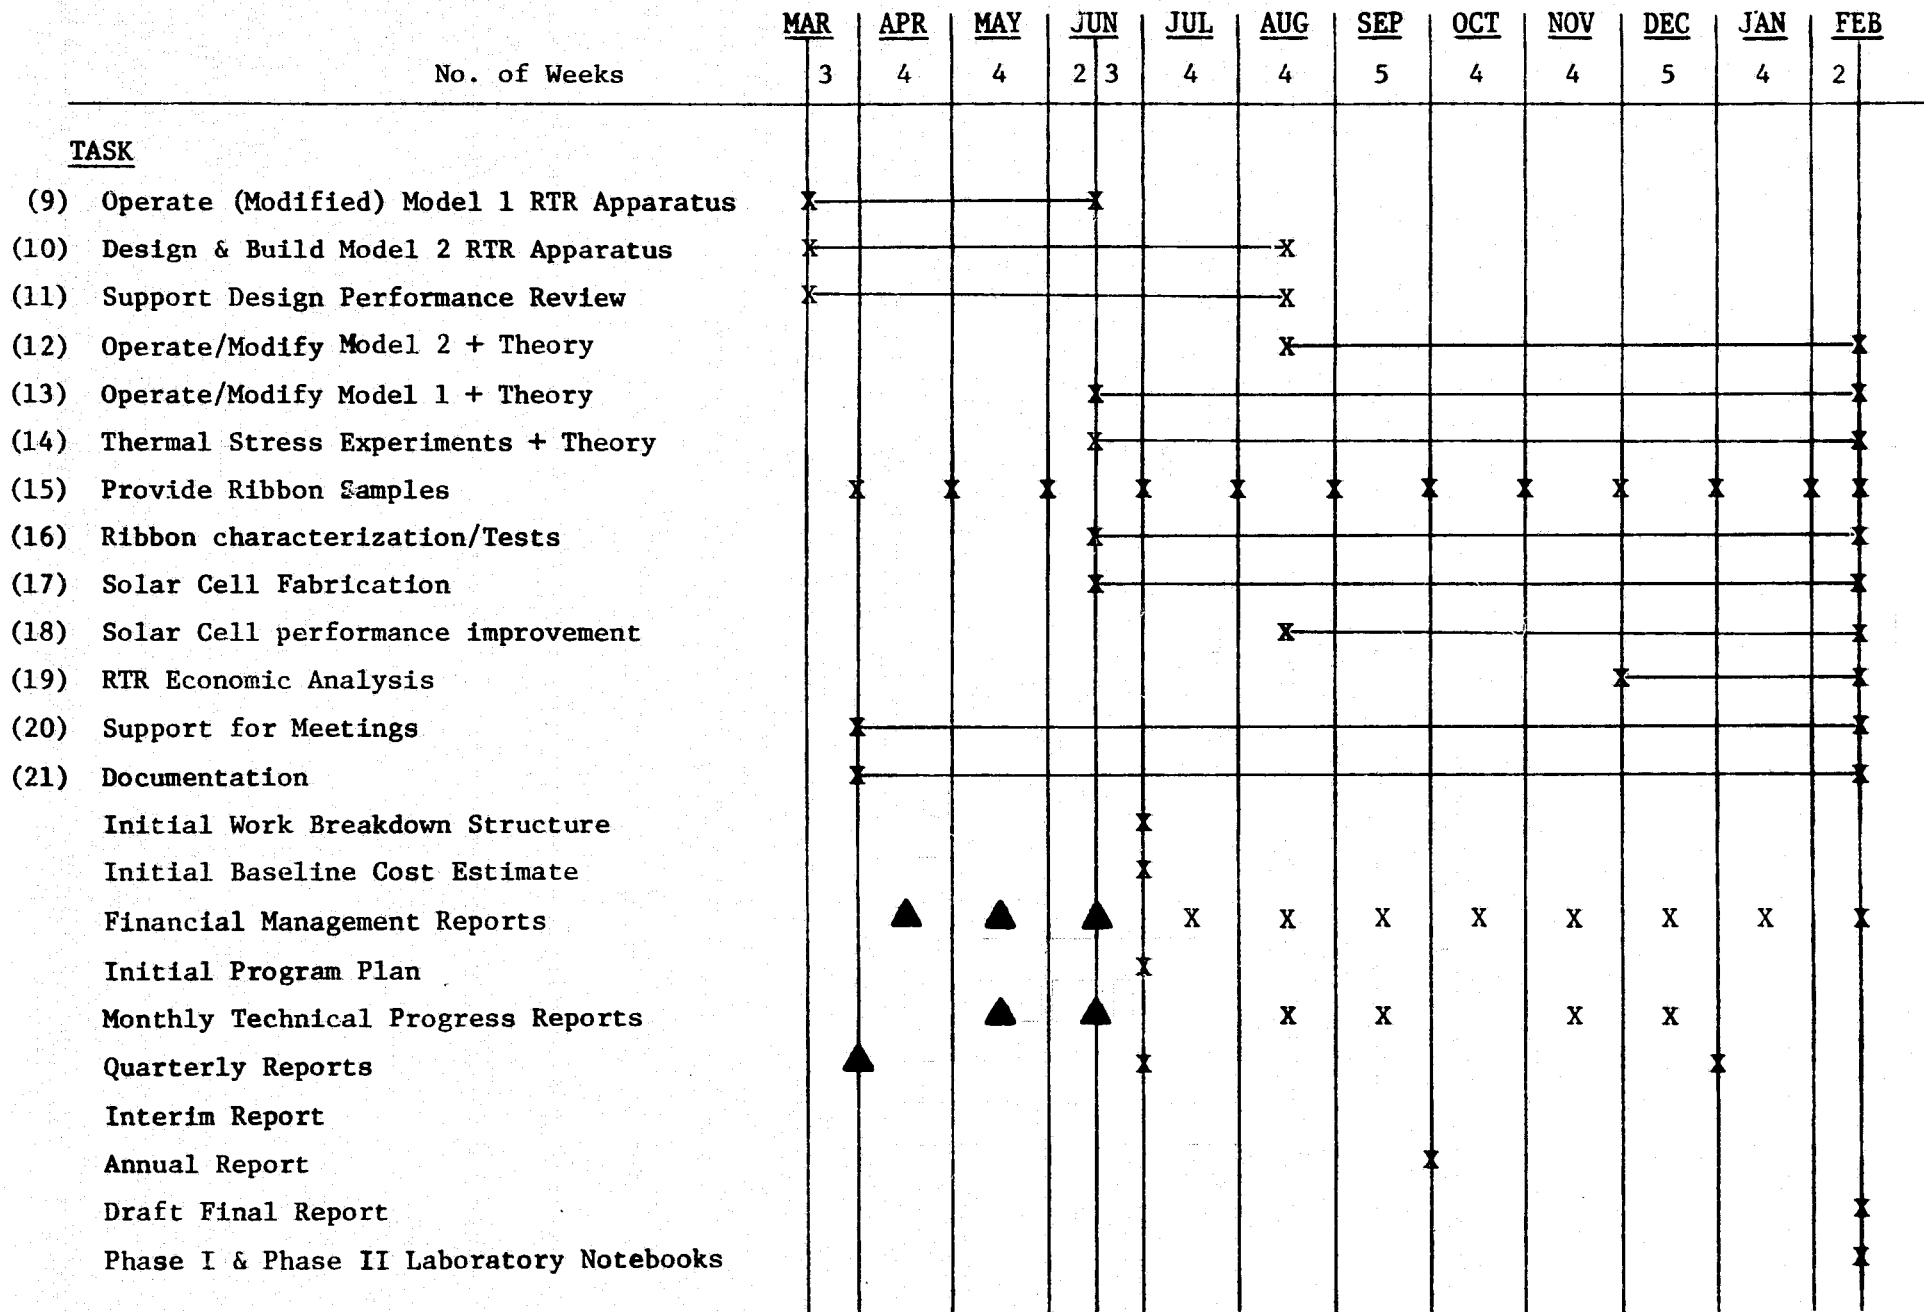 MAR APR MAY JUN JUL AUG SEP OCT NOV DEC JAN FEB
No. of Weeks 3 4 4 2 3 4 4 5 4 4 5 4 2
TASK
(9) Operate (Modified) Model 1 RTR Apparatus X X
(10) Design & Build Model 2 RTR Apparatus X X
(11) Support Design Performance Review X X
(12) Operate/Modify Model 2 + Theory X X
(13) Operate/Modify Model 1 + Theory X X
(14) Thermal Stress Experiments + Theory X X
(15) Provide Ribbon Samples X X X X X X X X X X X X
(16) Ribbon characterization/Tests X X
(17) Solar Cell Fabrication X X
(18) Solar Cell performance improvement X X
(19) RTR Economic Analysis X X
(20) Support for Meetings X X
(21) Documentation X X
Initial Work Breakdown Structure X
Initial Baseline Cost Estimate X
Financial Management Reports ▲ ▲ ▲ X X X X X X X X
Initial Program Plan X
Monthly Technical Progress Reports ▲ ▲ X X X X
Quarterly Reports ▲ X X
Interim Report
Annual Report X
Draft Final Report X
Phase I & Phase II Laboratory Notebooks X